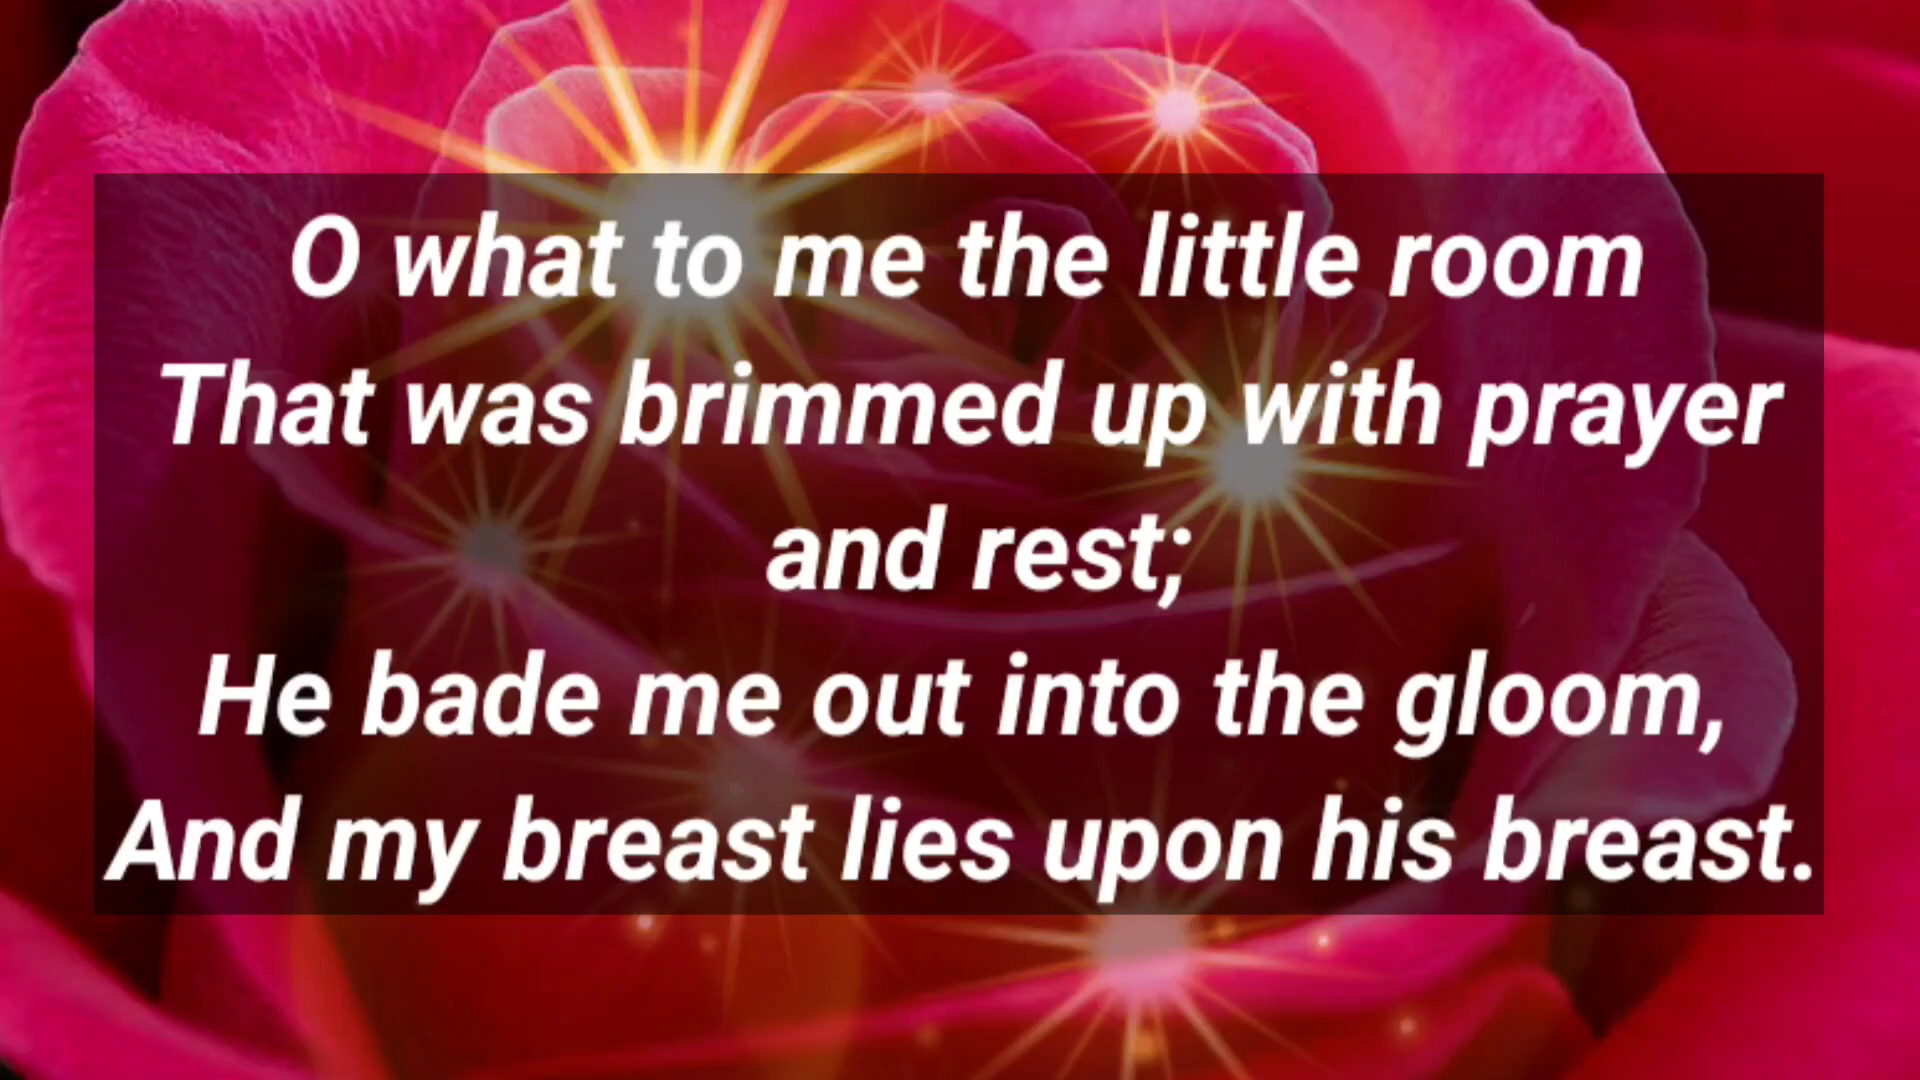 O what to me the little room
That was brimmed up with prayer
and rest;
He bade me out into the gloom,
And my breast lies upon his breast.